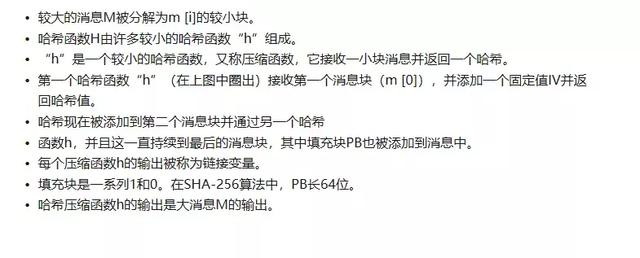 • 较大的消息M被分解为m [i]的较小块。
• 哈希函数H由许多较小的哈希函数“h”组成。
• “h”是一个较小的哈希函数，又称压缩函数，它接收一小块消息并返回一个哈希。
• 第一个哈希函数“h”（在上图中圈出）接收第一个消息块（m [0]），并添加一个固定值IV并返
回哈希值。
• 哈希现在被添加到第二个消息块并通过另一个哈希
• 函数h，并且这一直持续到最后的消息块，其中填充块PB也被添加到消息中。
• 每个压缩函数h的输出被称为链接变量。
• 填充块是一系列1和0。在SHA-256算法中，PB长64位。
• 哈希压缩函数h的输出是大消息M的输出。